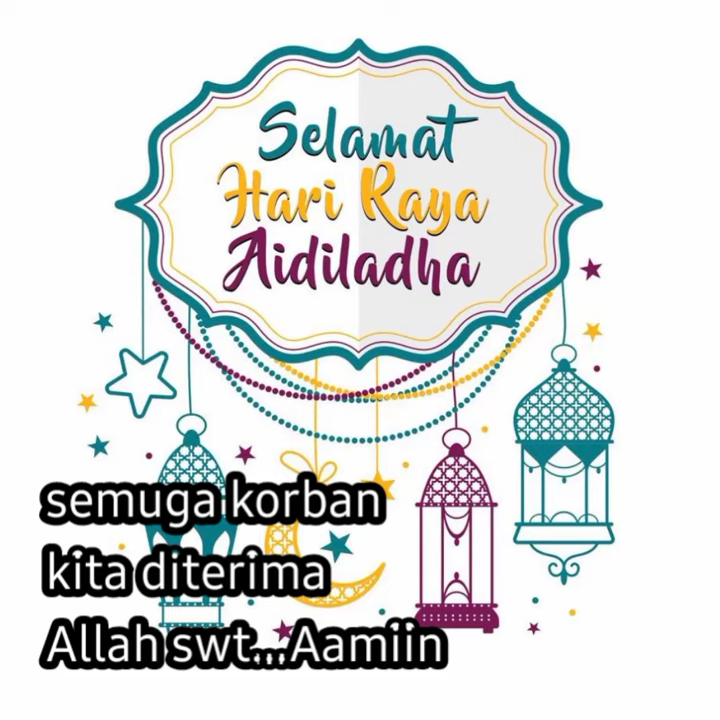 Selamat
Hari Raya
Aidiladha
semuga korban
kita diterima
Allah swt,,,Aamiin